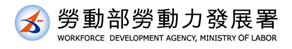 勞動部勞動力發展署
WORKFORCE DEVELOPMENT AGENCY, MINISTRY OF LABOR